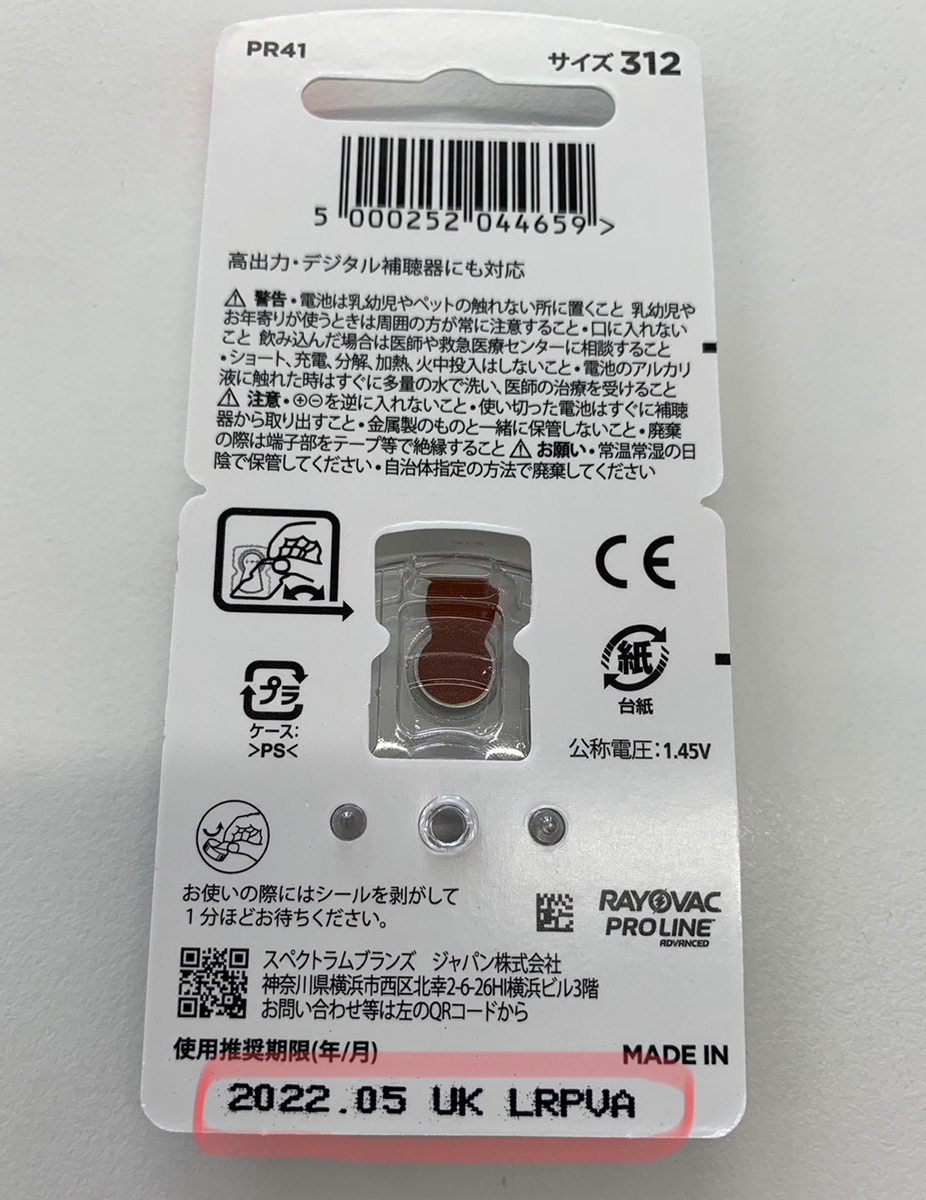 PR41
サイズ 312
5 000252 044659 >
高出力・デジタル補聴器にも対応
⚠ 警告・電池は乳幼児やペットの触れない所に置くこと 乳幼児や
お年寄りが使うときは周囲の方が常に注意すること・口に入れない
こと 飲み込んだ場合は医師や救急医療センターに相談すること
・ショート、充電、分解、加熱、火中投入はしないこと・電池のアルカリ
液に触れた時はすぐに多量の水で洗い、医師の治療を受けること
⚠ 注意・⊕⊖を逆に入れないこと・使い切った電池はすぐに補聴
器から取り出すこと・金属製のものと一緒に保管しないこと・廃棄
の際は端子部をテープ等で絶縁すること ⚠ お願い・常温常湿の日
陰で保管してください・自治体指定の方法で廃棄してください
CE
プラ
ケース:
>PS<
紙
台紙
公称電圧:1.45V
お使いの際にはシールを剥がして
1分ほどお待ちください。
RAYOVAC
PROLINE
ADVANCED
スペクトラムブランズ ジャパン株式会社
神奈川県横浜市西区北幸2-6-26HI横浜ビル3階
お問い合わせ等は左のQRコードから
使用推奨期限(年/月)
MADE IN
2022.05 UK LRPVA